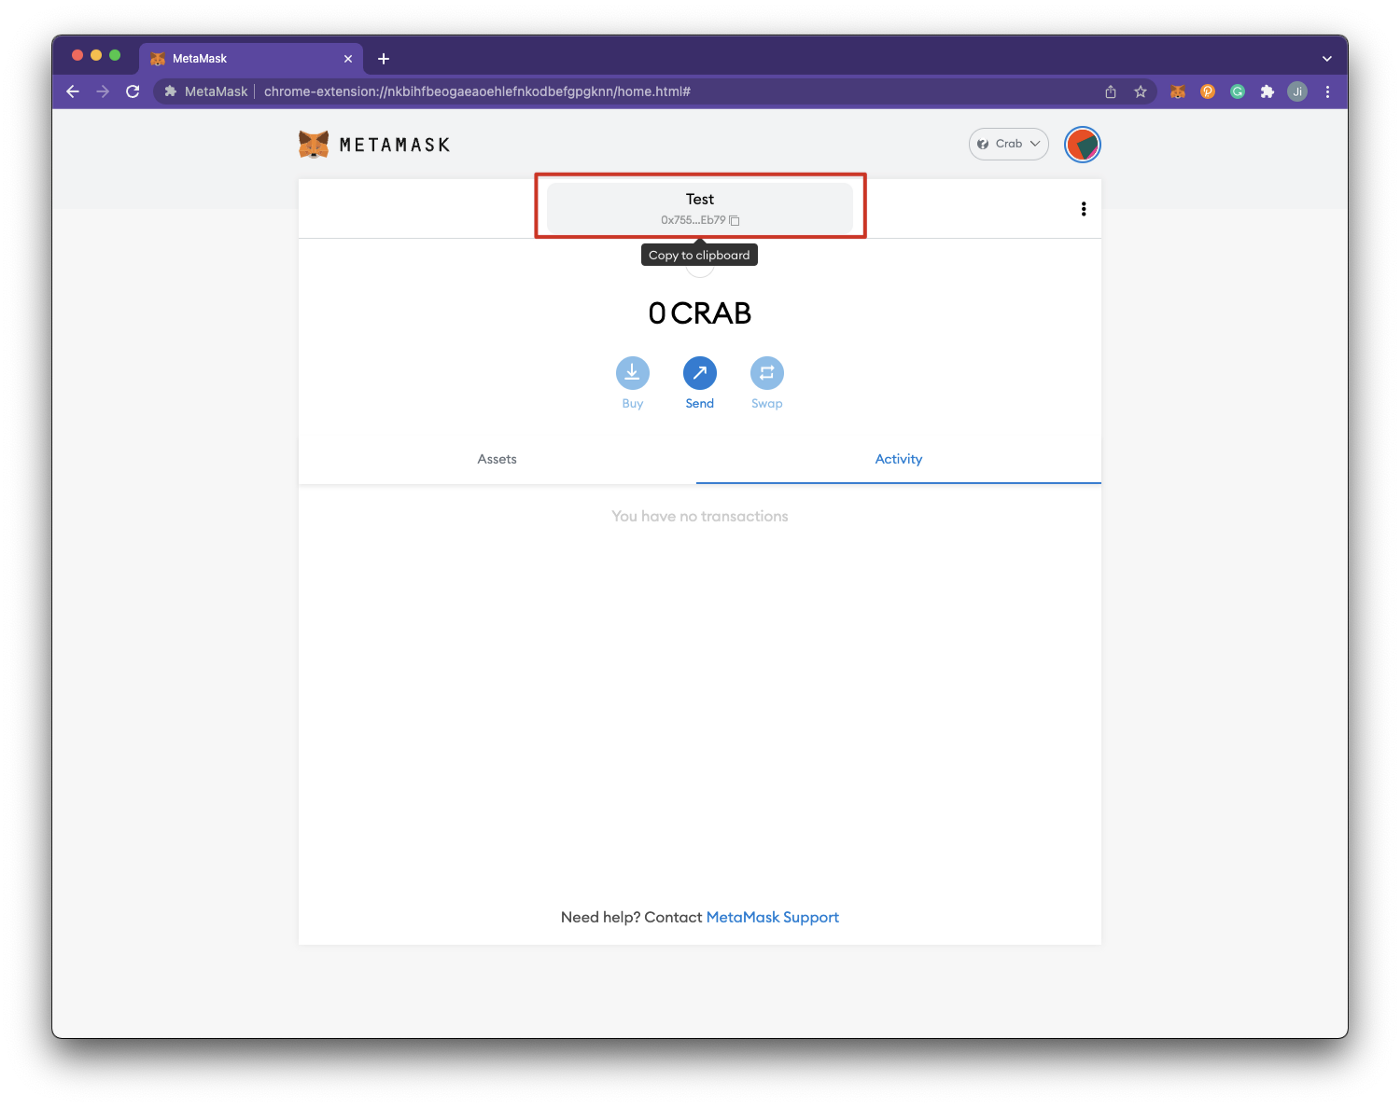 MetaMask
MetaMask
chrome-extension://nkbihfbeogaeaoehlefnkodbefgpgknn/home.html#
Ji
METAMASK
Crab
Test
0x755...Eb79
Copy to clipboard
0 CRAB
Buy
Send
Swap
Assets
Activity
You have no transactions
Need help? Contact MetaMask Support